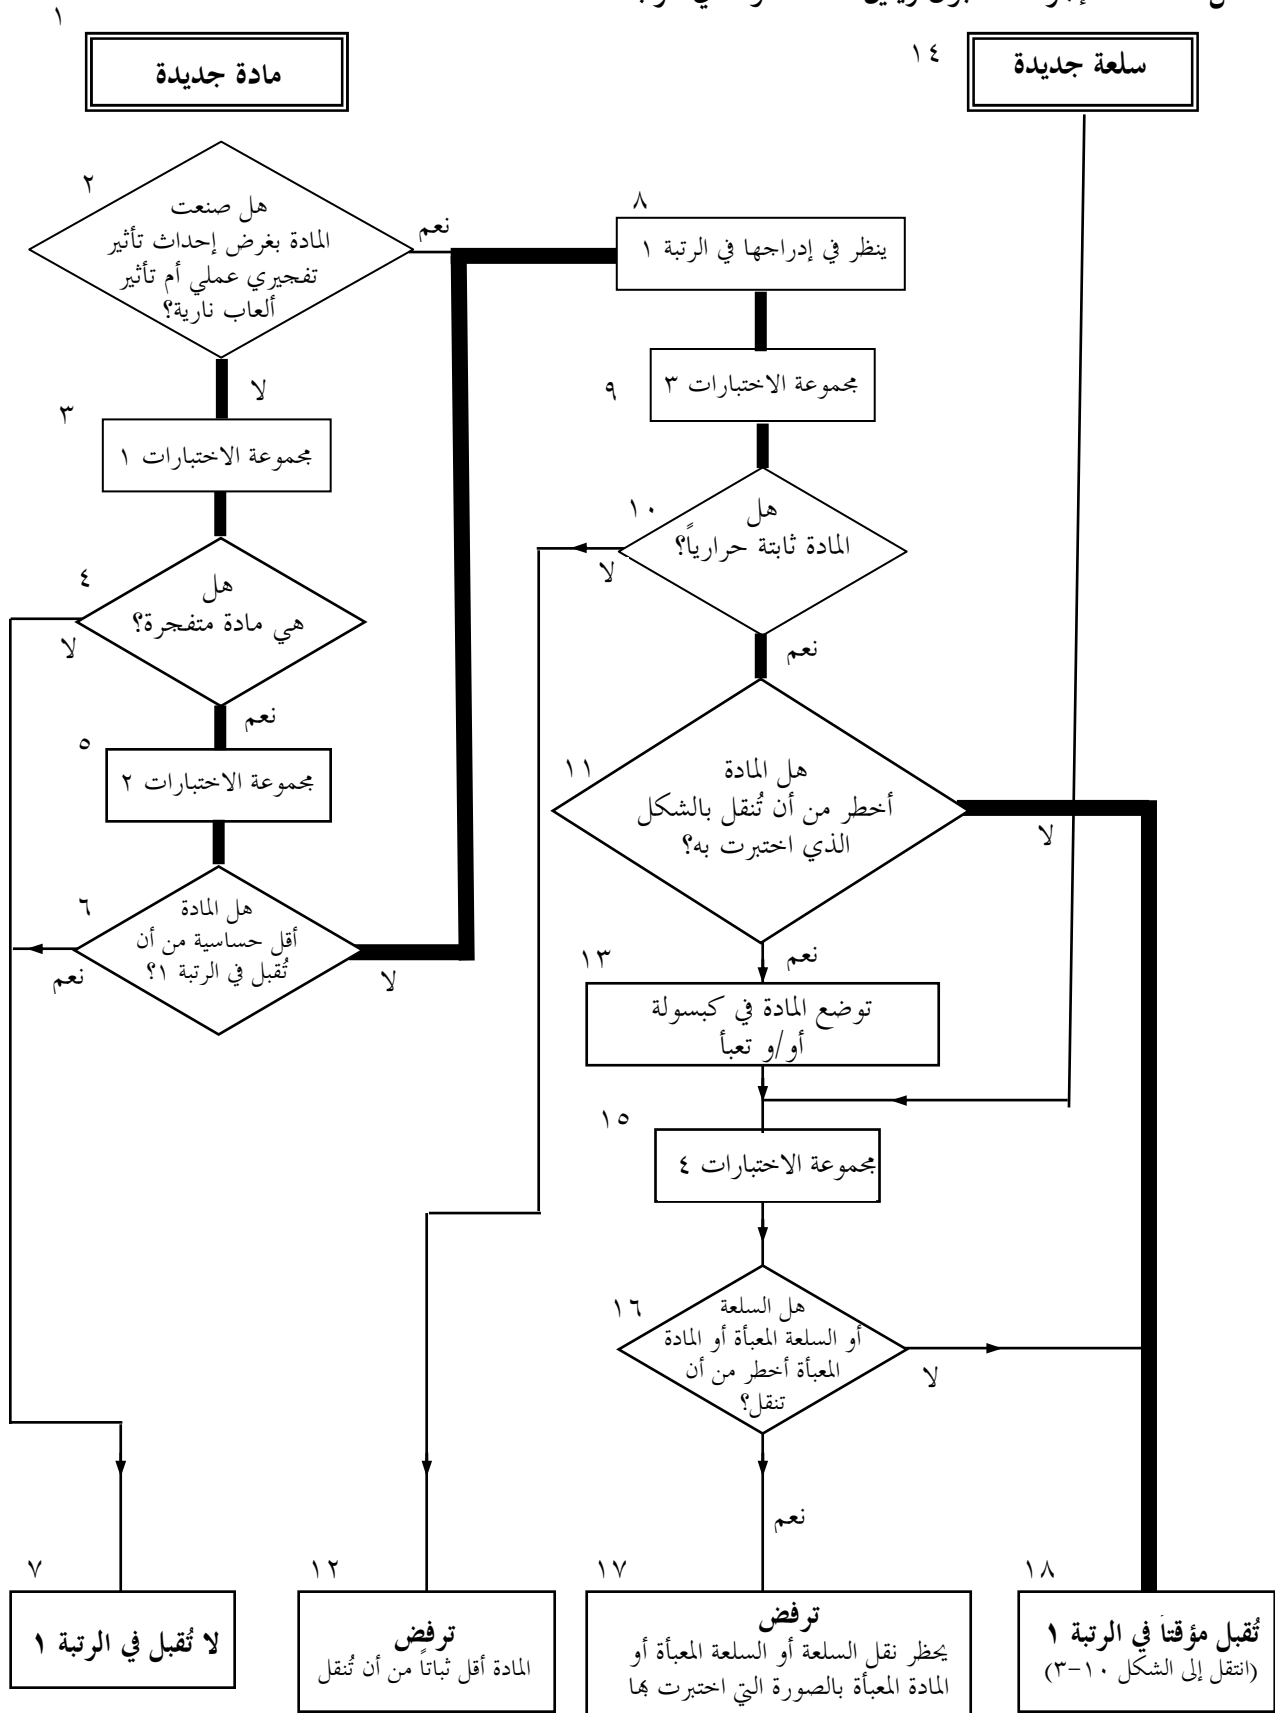 ١
مادة جديدة
١٤
سلعة جديدة
٢
هل صنعت
المادة بغرض إحداث تأثير
تفجيري عملي أم تأثير
ألعاب نارية؟
نعم
لا
٣
مجموعة الاختبارات ١
٤
هل
هي مادة متفجرة؟
لا
نعم
٥
مجموعة الاختبارات ٢
٦
هل المادة
أقل حساسية من أن
تُقبل في الرتبة ١؟
نعم
لا
٨
ينظر في إدراجها في الرتبة ١
٩
مجموعة الاختبارات ٣
١٠
هل
المادة ثابتة حرارياً؟
لا
نعم
١١
هل المادة
أخطر من أن تُنقل بالشكل
الذي اختبرت به؟
لا
نعم
١٣
توضع المادة في كبسولة
أو/و تعبأ
١٥
مجموعة الاختبارات ٤
١٦
هل السلعة
أو السلعة المعبأة أو المادة
المعبأة أخطر من أن
تنقل؟
لا
نعم
٧
لا تُقبل في الرتبة ١
١٢
ترفض
المادة أقل ثباتاً من أن تُنقل
١٧
ترفض
يحظر نقل السلعة أو السلعة المعبأة أو
المادة المعبأة بالصورة التي اختبرت بها
١٨
تُقبل مؤقتاً في الرتبة ١
(انتقل إلى الشكل ١٠-٣)